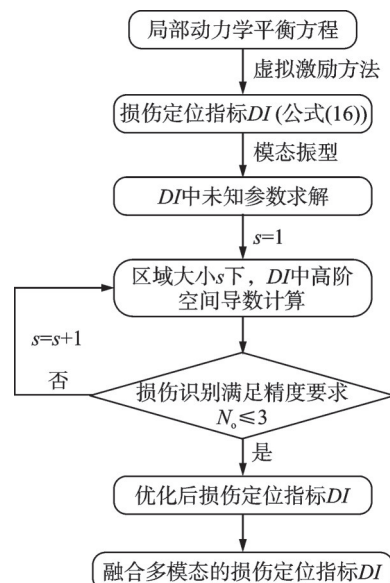 局部动力学平衡方程
虚拟激励方法
损伤定位指标DI (公式(16))
模态振型
DI中未知参数求解
s=1
区域大小s下，DI中高阶
空间导数计算
s=s+1
否
损伤识别满足精度要求
N₀≤3
是
优化后损伤定位指标DI
融合多模态的损伤定位指标DI